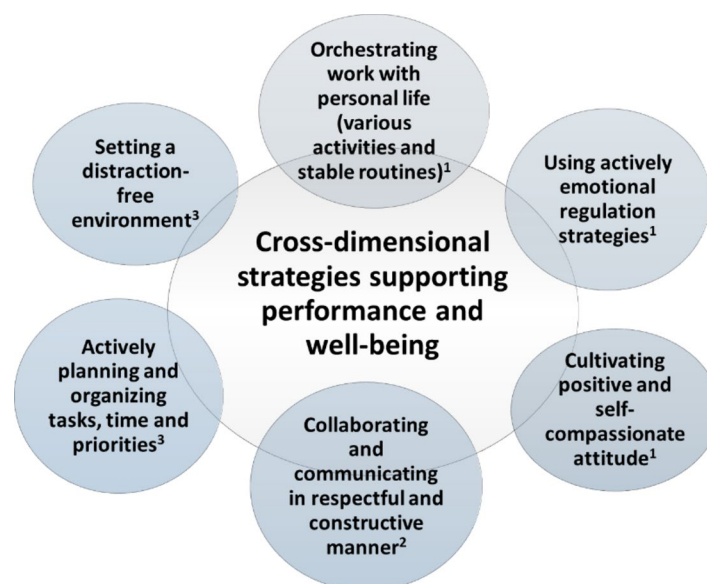 Orchestrating
work with
personal life
(various
activities and
stable routines)¹
Using actively
emotional
regulation
strategies¹
Cultivating
positive and
self-
compassionate
attitude¹
Collaborating
and
communicating
in respectful and
constructive
manner²
Actively
planning and
organizing
tasks, time and
priorities³
Setting a
distraction-
free
environment³
Cross-dimensional
strategies supporting
performance and
well-being